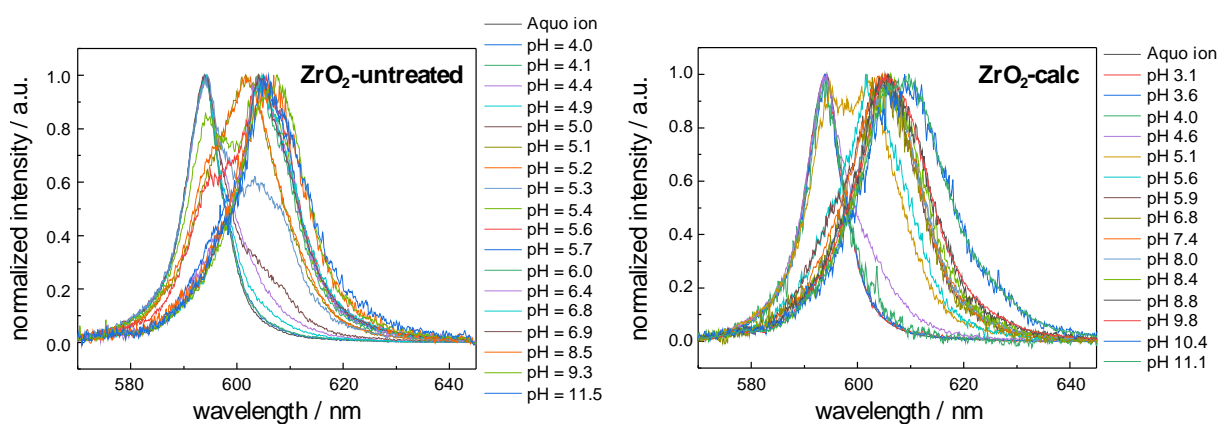 ZrO₂-untreated
normalized intensity / a.u.
1.0
0.8
0.6
0.4
0.2
0.0
580
600
620
640
wavelength / nm
Aquo ion
pH = 4.0
pH = 4.1
pH = 4.4
pH = 4.9
pH = 5.0
pH = 5.1
pH = 5.2
pH = 5.3
pH = 5.4
pH = 5.6
pH = 5.7
pH = 6.0
pH = 6.4
pH = 6.8
pH = 6.9
pH = 8.5
pH = 9.3
pH = 11.5
ZrO₂-calc
normalized intensity / a.u.
1.0
0.8
0.6
0.4
0.2
0.0
580
600
620
640
wavelength / nm
Aquo ion
pH 3.1
pH 3.6
pH 4.0
pH 4.6
pH 5.1
pH 5.6
pH 5.9
pH 6.8
pH 7.4
pH 8.0
pH 8.4
pH 8.8
pH 9.8
pH 10.4
pH 11.1